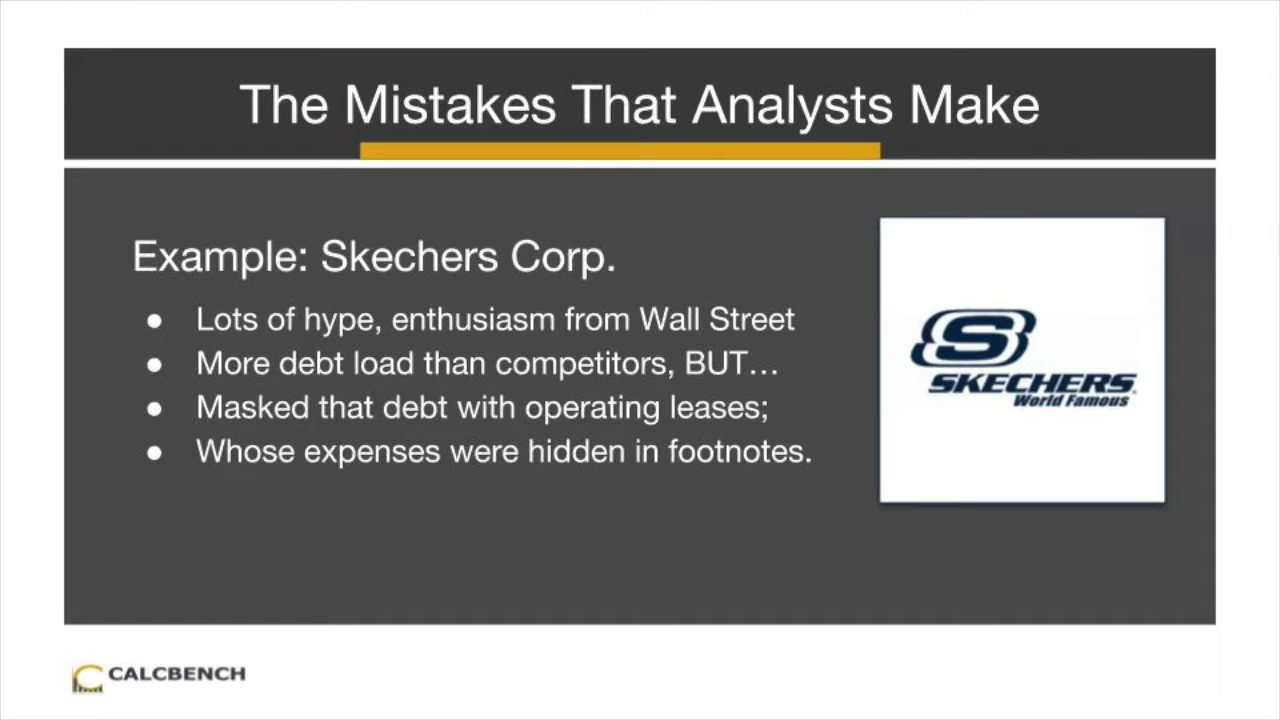 The Mistakes That Analysts Make
Example: Skechers Corp.
● Lots of hype, enthusiasm from Wall Street
● More debt load than competitors, BUT…
● Masked that debt with operating leases;
● Whose expenses were hidden in footnotes.
S
SKECHERS
World Famous
CALCBENCH